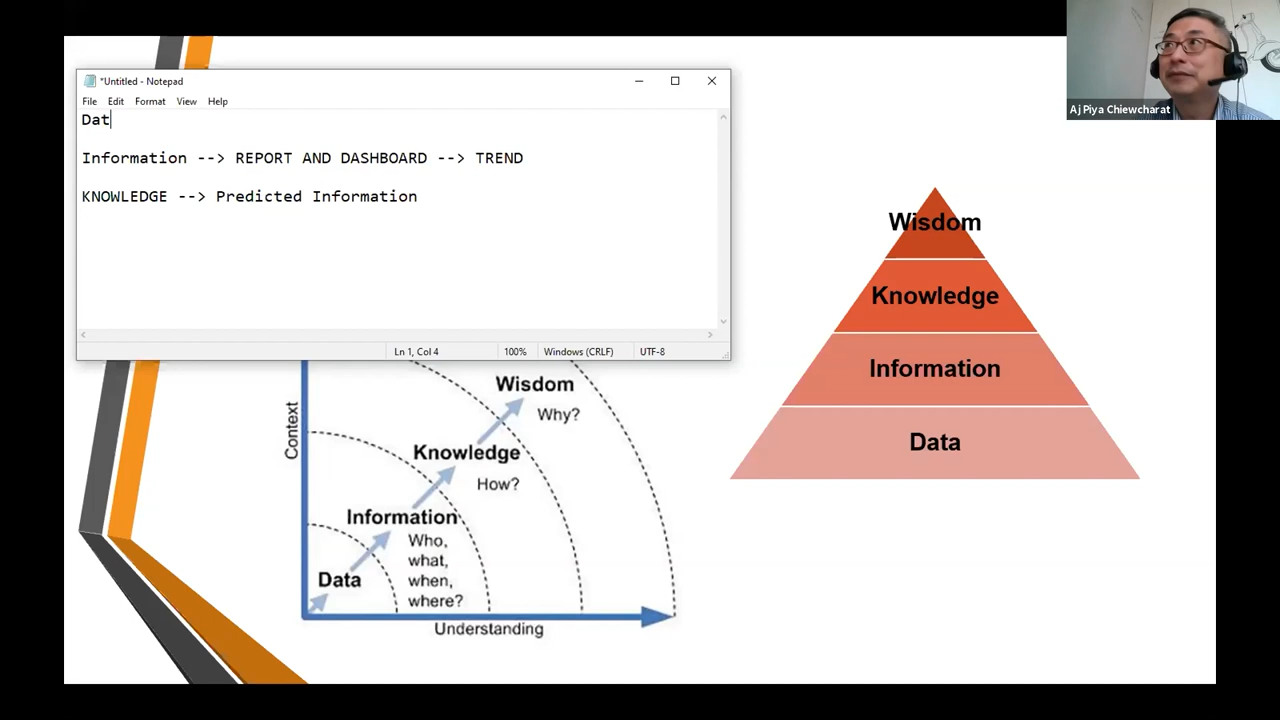 *Untitled - Notepad
File Edit Format View Help
Dat
Information --> REPORT AND DASHBOARD --> TREND
KNOWLEDGE --> Predicted Information
Ln 1, Col 4 100% Windows (CRLF) UTF-8
Aj Piya Chiewcharat
Wisdom
Knowledge
Information
Data
Context
Wisdom
Why?
Knowledge
How?
Information
Who,
what,
when,
where?
Data
Understanding